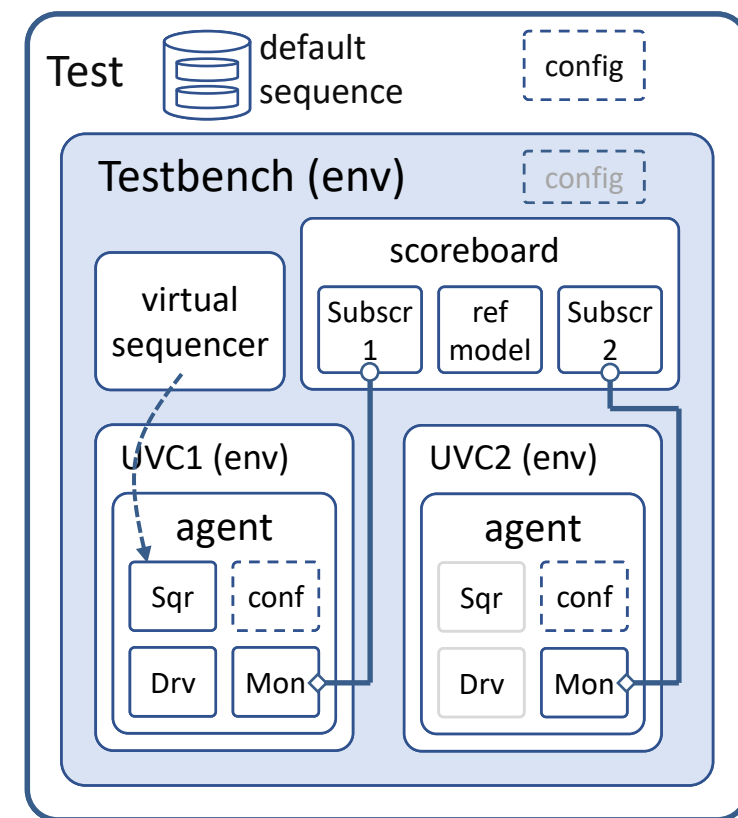 Test
default
sequence
config
Testbench (env)
config
virtual
sequencer
scoreboard
Subscr
1
ref
model
Subscr
2
UVC1 (env)
agent
Sqr
conf
Drv
Mon
UVC2 (env)
agent
Sqr
conf
Drv
Mon